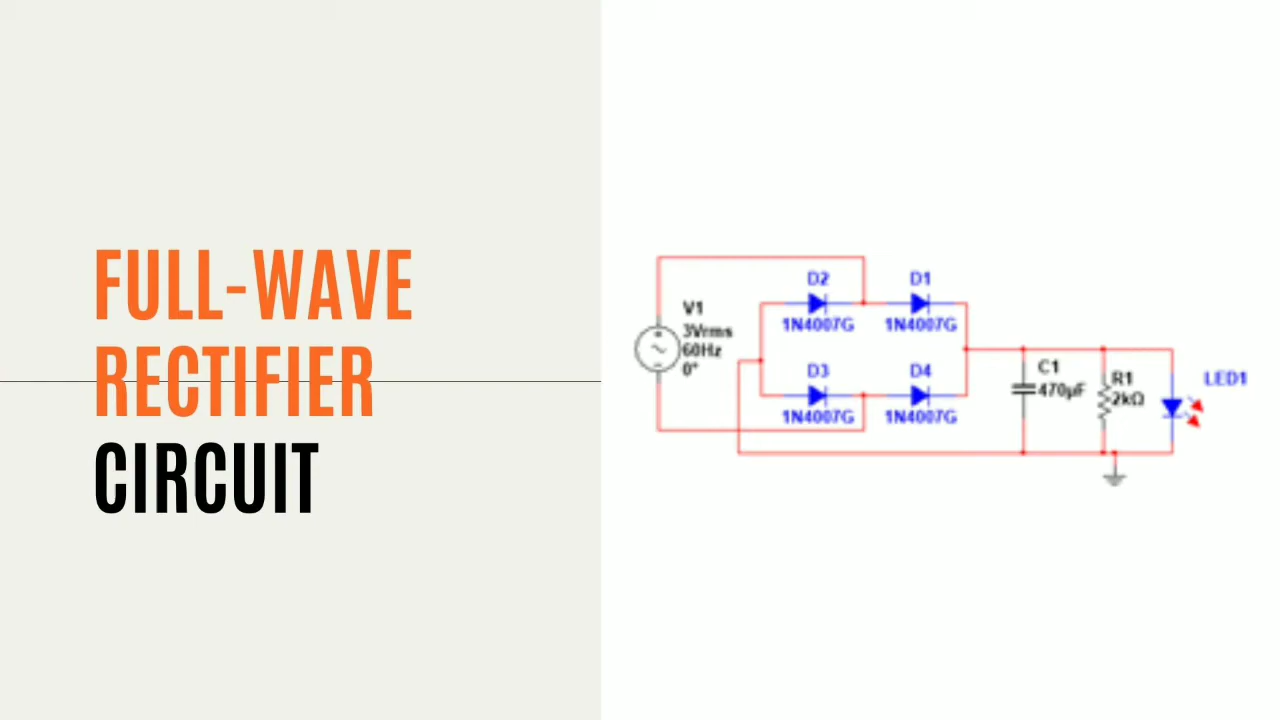 FULL-WAVE
RECTIFIER
CIRCUIT
V1
3Vrms
60Hz
0°
D2
1N4007G
D1
1N4007G
D3
1N4007G
D4
1N4007G
C1
470µF
R1
2kΩ
LED1